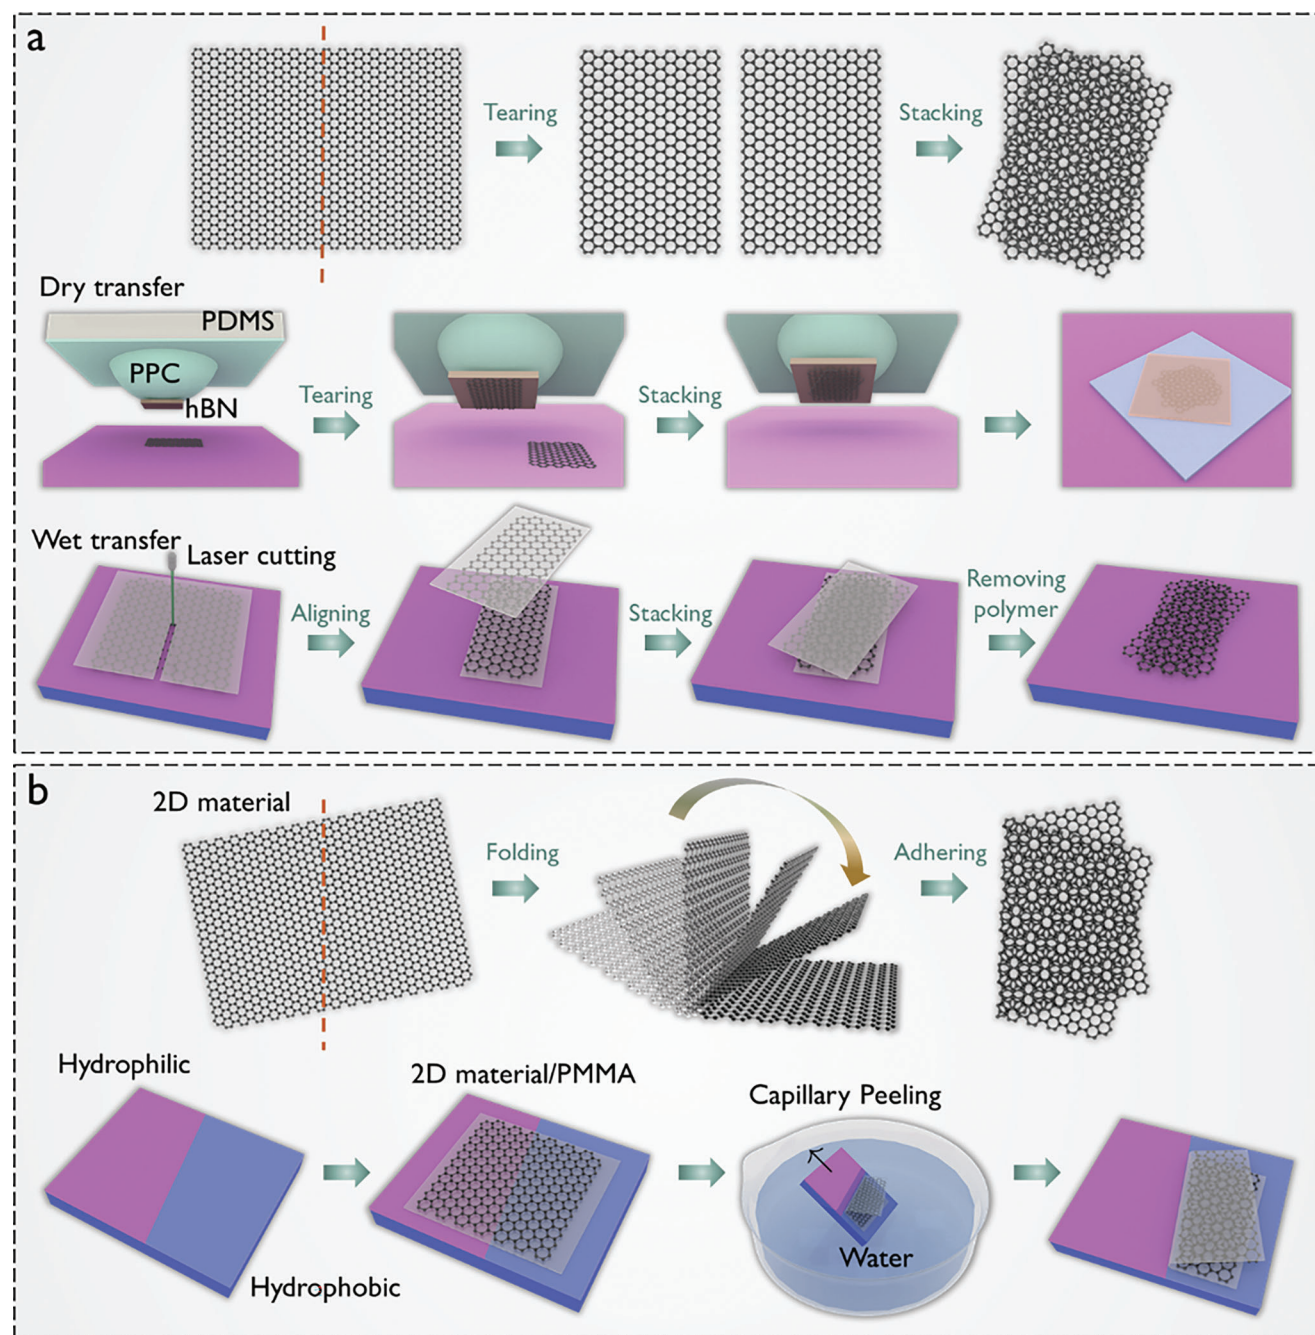 a
Tearing
Stacking
Dry transfer
PDMS
PPC
hBN
Tearing
Stacking
Wet transfer
Laser cutting
Aligning
Stacking
Removing
polymer
b
2D material
Folding
Adhering
Hydrophilic
2D material/PMMA
Capillary Peeling
Water
Hydrophobic